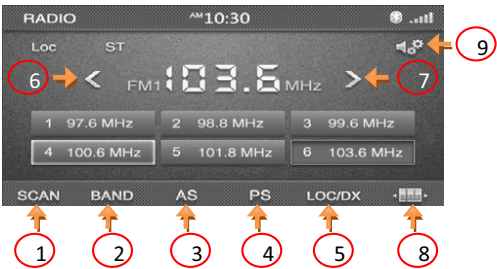 RADIO AM10:30
Loc ST 9
6 FM1 103.6 MHz 7
1 97.6 MHz 2 98.8 MHz 3 99.6 MHz
4 100.6 MHz 5 101.8 MHz 6 103.6 MHz
SCAN BAND AS PS LOC/DX
1 2 3 4 5 8